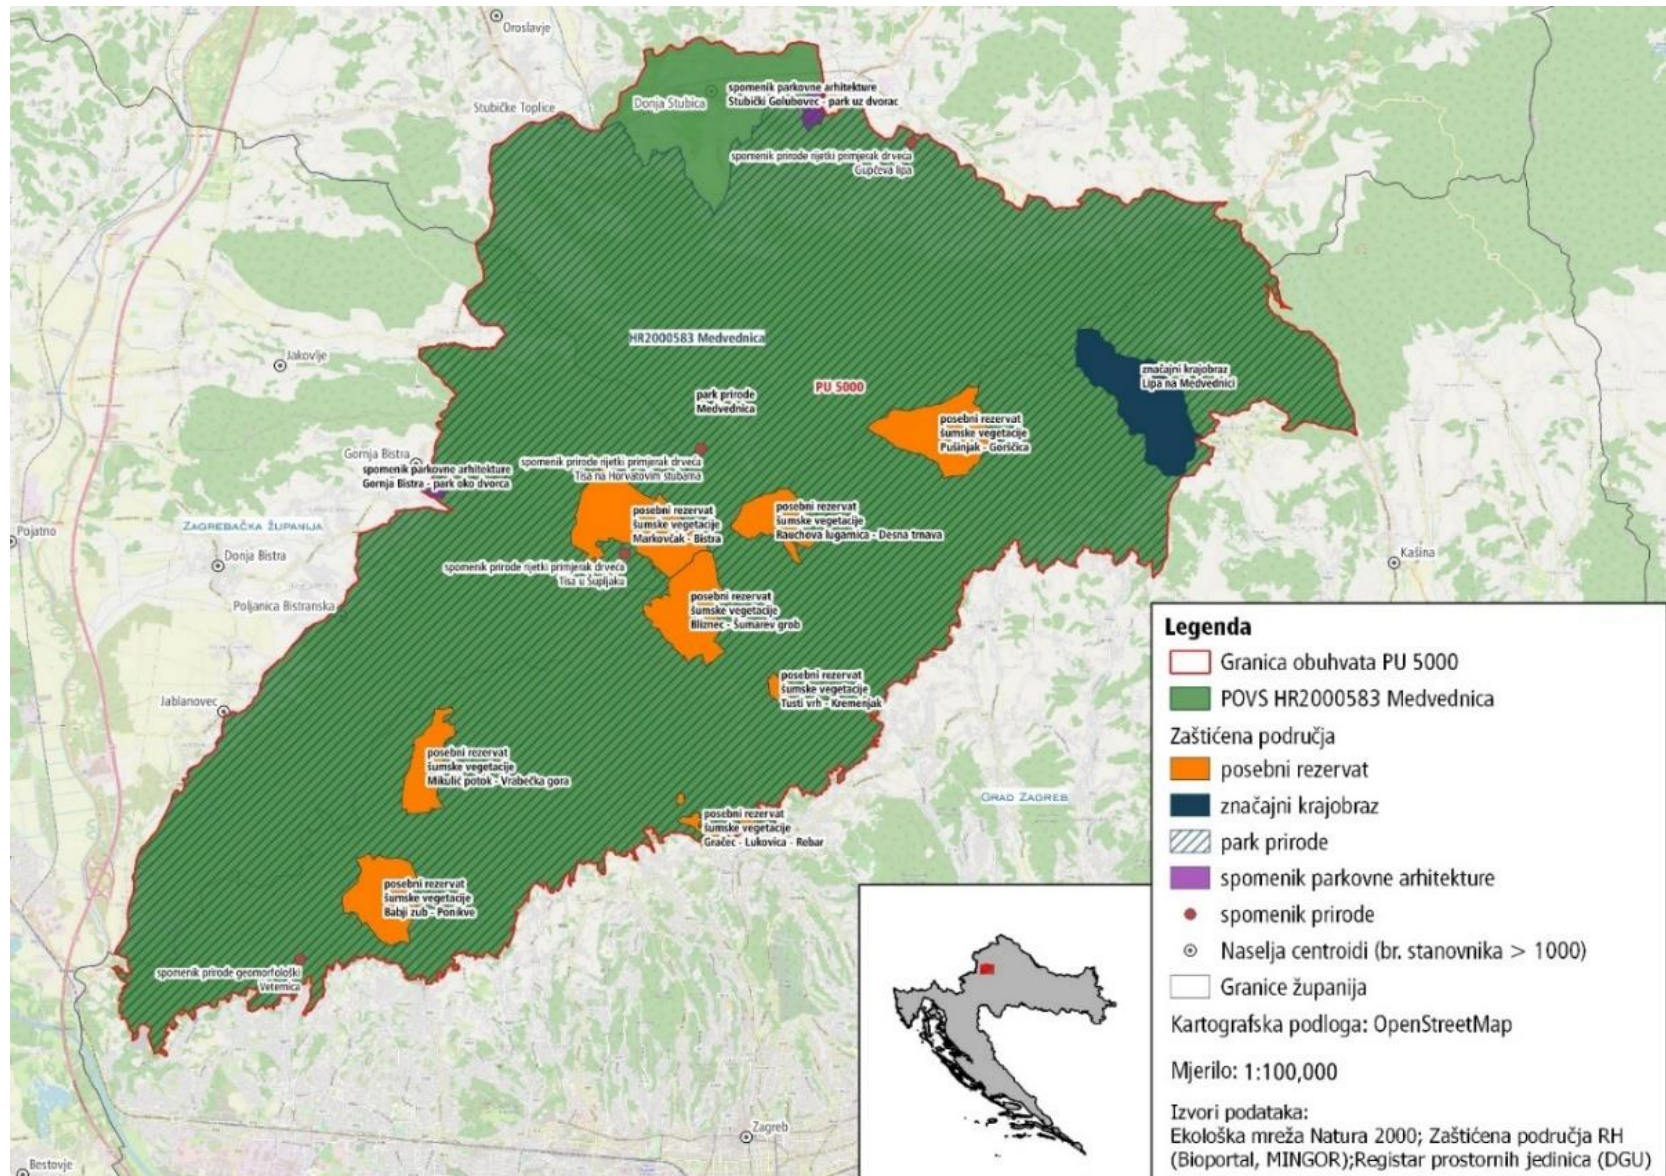 Oroslavje
Stubičke Toplice
Donja Stubica
spomenik parkovne arhitekture
Stubički Golubovec - park uz dvorac
spomenik prirode rijetki primjerak drveća
Gupčeva lipa
HR2000583 Medvednica
Jakovlje
park prirode
Medvednica
PU 5000
značajni krajobraz
Lipa na Medvednici
posebni rezervat
šumske vegetacije
Pušinjak - Gorščica
Gornja Bistra
spomenik parkovne arhitekture
Gornja Bistra - park oko dvorca
spomenik prirode rijetki primjerak drveća
Tisa na Horvatovim stubama
posebni rezervat
šumske vegetacije
Markovčak - Bistra
posebni rezervat
šumske vegetacije
Rauchova lugarnica - Desna trnava
Zagrebačka županija
Pojatno
Donja Bistra
spomenik prirode rijetki primjerak drveća
Tisa u Šupljaku
Kašina
Poljanica Bistranska
posebni rezervat
šumske vegetacije
Bliznec - Šumarev grob
posebni rezervat
šumske vegetacije
Tusti vrh - Kremenjak
Jablanovec
posebni rezervat
šumske vegetacije
Mikulić potok - Vrabečka gora
Grad Zagreb
posebni rezervat
šumske vegetacije
Gračec - Lukovica - Rebar
posebni rezervat
šumske vegetacije
Babji zub - Ponikve
spomenik prirode geomorfološki
Veternica
Zagreb
Bestovje
Legenda
Granica obuhvata PU 5000
POVS HR2000583 Medvednica
Zaštićena područja
posebni rezervat
značajni krajobraz
park prirode
spomenik parkovne arhitekture
spomenik prirode
Naselja centroidi (br. stanovnika > 1000)
Granice županija
Kartografska podloga: OpenStreetMap
Mjerilo: 1:100,000
Izvori podataka:
Ekološka mreža Natura 2000; Zaštićena područja RH
(Bioportal, MINGOR);Registar prostornih jedinica (DGU)